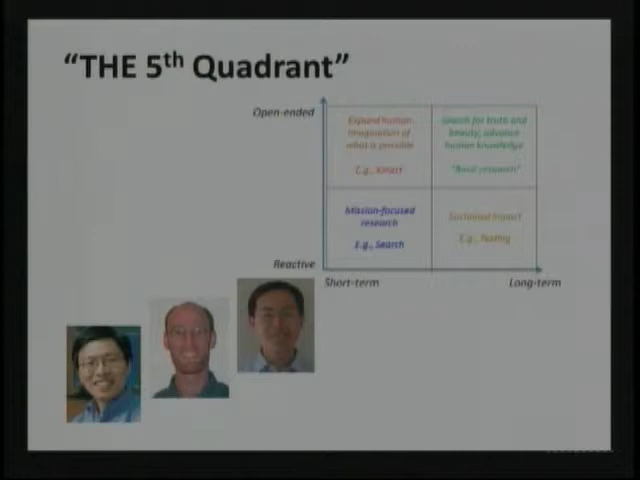 “THE 5th Quadrant”
Open-ended
Expand human
imagination of
what is possible
E.g., Kinect
Search for truth and
beauty, advance
human knowledge
"Basic research"
Mission-focused
research
E.g., Search
Sustained impact
E.g., Testing
Reactive
Short-term
Long-term